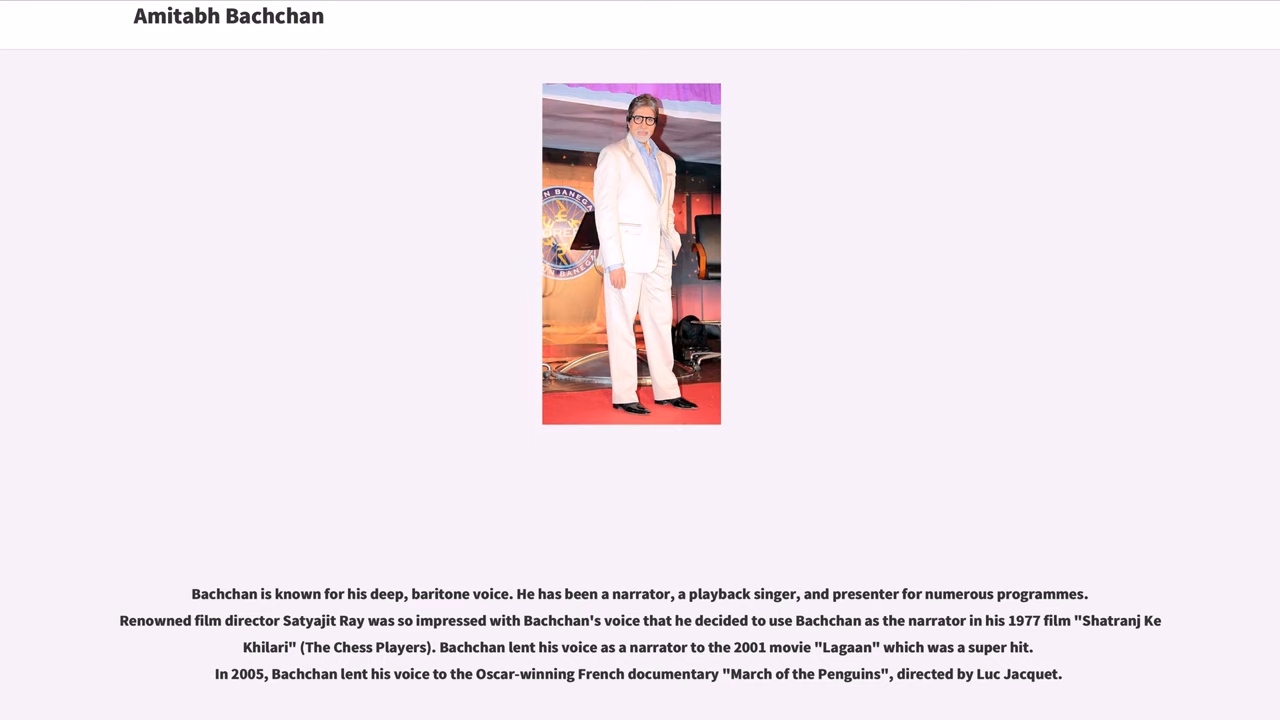 Amitabh Bachchan
N BANEGA
Bachchan is known for his deep, baritone voice. He has been a narrator, a playback singer, and presenter for numerous programmes.
Renowned film director Satyajit Ray was so impressed with Bachchan's voice that he decided to use Bachchan as the narrator in his 1977 film "Shatranj Ke
Khilari" (The Chess Players). Bachchan lent his voice as a narrator to the 2001 movie "Lagaan" which was a super hit.
In 2005, Bachchan lent his voice to the Oscar-winning French documentary "March of the Penguins", directed by Luc Jacquet.